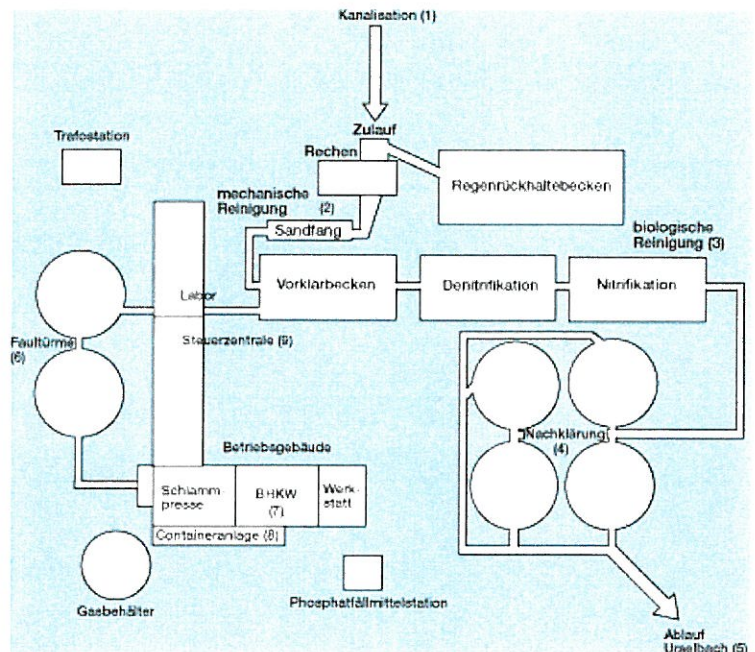 Kanalisation (1)
Zulauf
Trafostation
Rechen
Regenrückhaltebecken
mechanische
Reinigung (2)
Sandfang
biologische
Reinigung (3)
Vorklärbecken
Denitrifikation
Nitrifikation
Labor
Steuerzentrale (9)
Faultürme
(6)
Nachklärung
(4)
Betriebsgebäude
Schlamm-
presse
BHKW
(7)
Werk-
statt
Containeranlage (8)
Gasbehälter
Phosphatfällmittelstation
Ablauf
Urselbach (5)